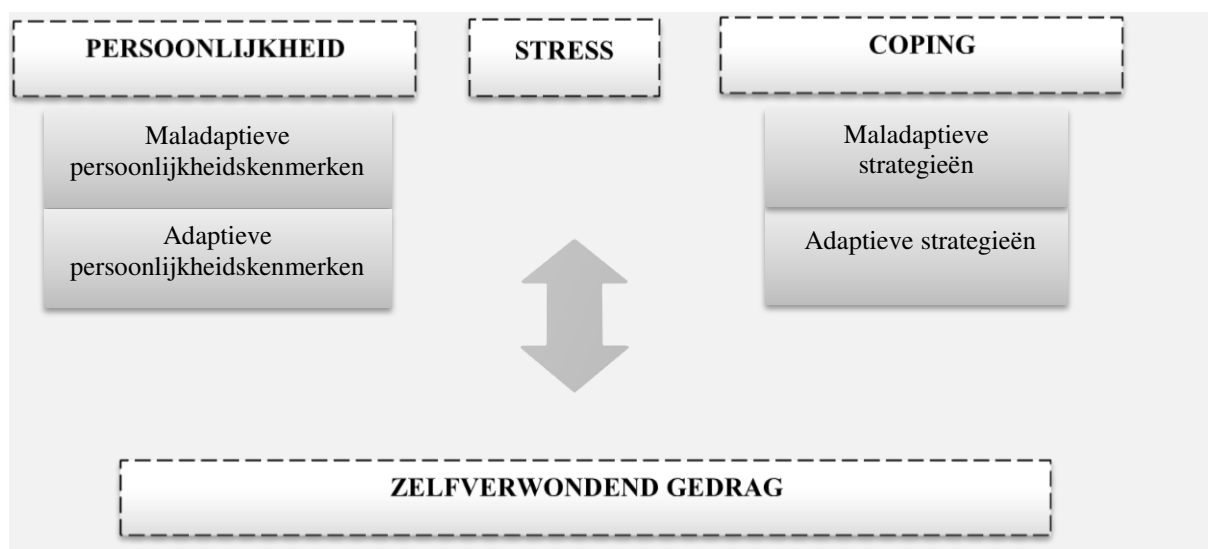 PERSOONLIJKHEID
STRESS
COPING
Maladaptieve
persoonlijkheidskenmerken
Adaptieve
persoonlijkheidskenmerken
Maladaptieve
strategieën
Adaptieve strategieën
ZELFVERWONDEND GEDRAG